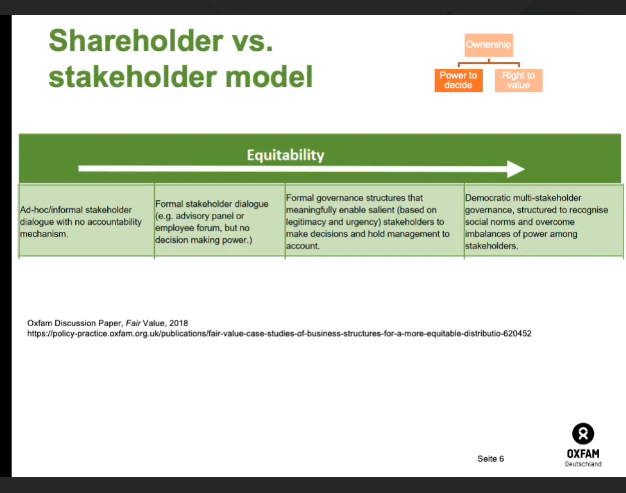 Shareholder vs.
stakeholder model
Ownership
Power to
decide
Right to
value
Equitability
Ad-hoc/informal stakeholder
dialogue with no accountability
mechanism.
Formal stakeholder dialogue
(e.g. advisory panel or
employee forum, but no
decision making power.)
Formal governance structures that
meaningfully enable salient (based on
legitimacy and urgency) stakeholders to
make decisions and hold management to
account.
Democratic multi-stakeholder
governance, structured to recognise
social norms and overcome
imbalances of power among
stakeholders.
Oxfam Discussion Paper, Fair Value, 2018
https://policy-practice.oxfam.org.uk/publications/fair-value-case-studies-of-business-structures-for-a-more-equitable-distributio-620452
Seite 6
OXFAM
Deutschland